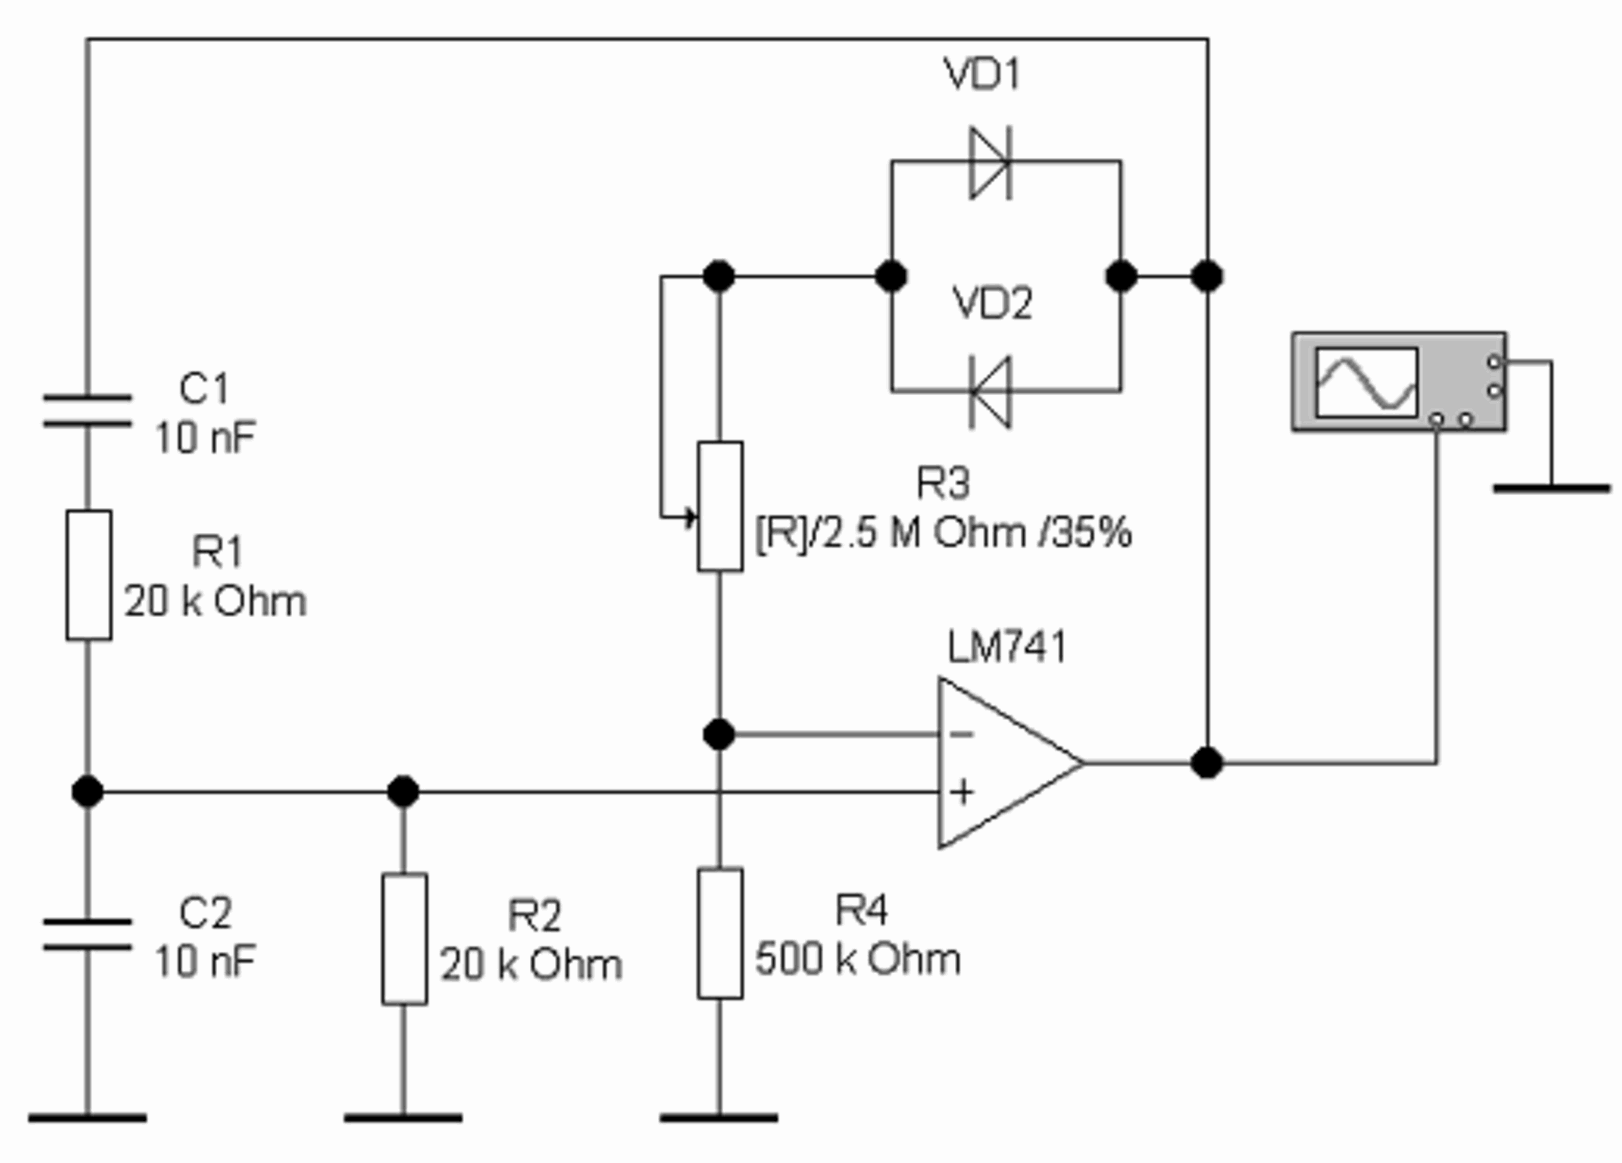 VD1
VD2
C1
10 nF
R1
20 k Ohm
R3
[R]/2.5 M Ohm /35%
LM741
−
+
C2
10 nF
R2
20 k Ohm
R4
500 k Ohm